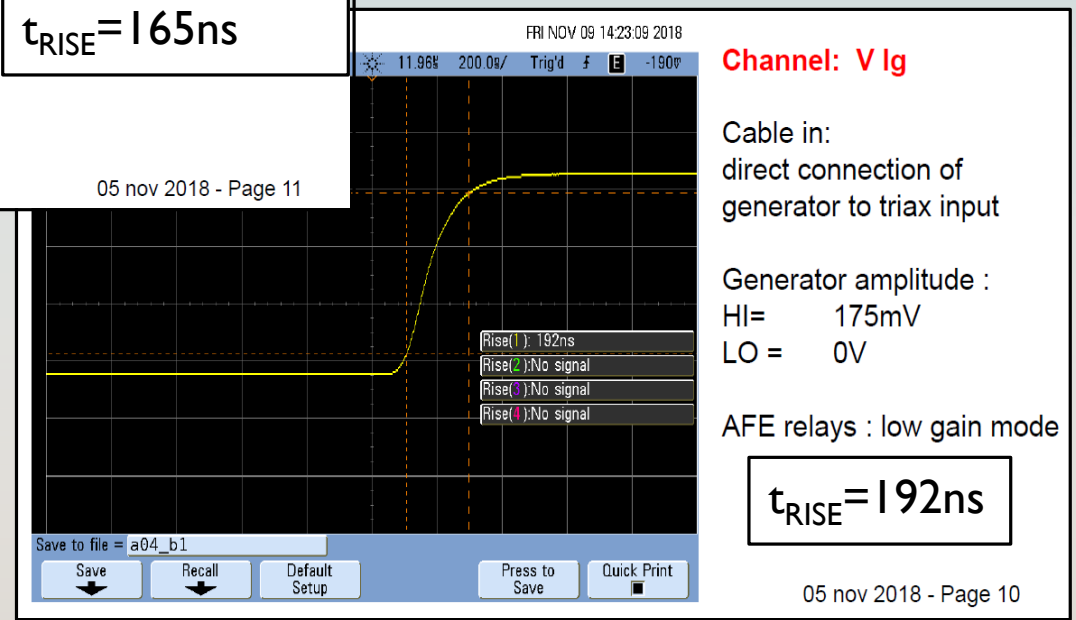 tRISE=165ns
05 nov 2018 - Page 11
FRI NOV 09 14:23:09 2018
11.96% 200.0s/ Trig'd E -190
Rise(1): 192ns
Rise(2):No signal
Rise(3):No signal
Rise(4):No signal
Save to file = a04_b1
Save
Recall
Default
Setup
Press to
Save
Quick Print
Channel: V Ig
Cable in:
direct connection of
generator to triax input
Generator amplitude :
HI= 175mV
LO = 0V
AFE relays : low gain mode
tRISE=192ns
05 nov 2018 - Page 10